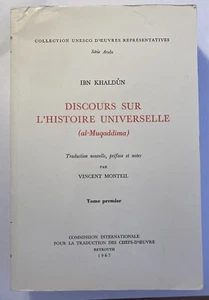 COLLECTION UNESCO D'ŒUVRES REPRÉSENTATIVES
Série Arabe
IBN KHALDÛN
DISCOURS SUR
L'HISTOIRE UNIVERSELLE
(al-Muqaddima)
Traduction nouvelle, préface et notes
PAR
VINCENT MONTEIL
Tome premier
COMMISSION INTERNATIONALE
POUR LA TRADUCTION DES CHEFS-D'ŒUVRE
BEYROUTH
1967